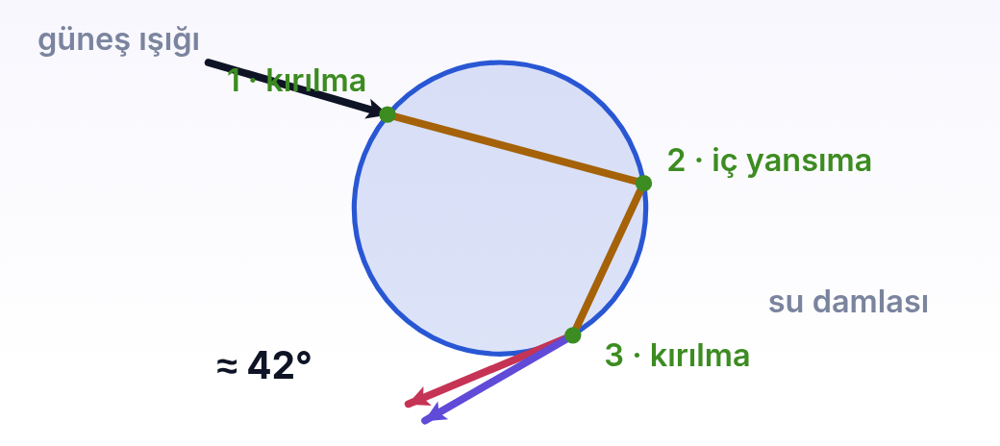 güneş ışığı
1 · kırılma
2 · iç yansıma
su damlası
3 · kırılma
≈ 42°